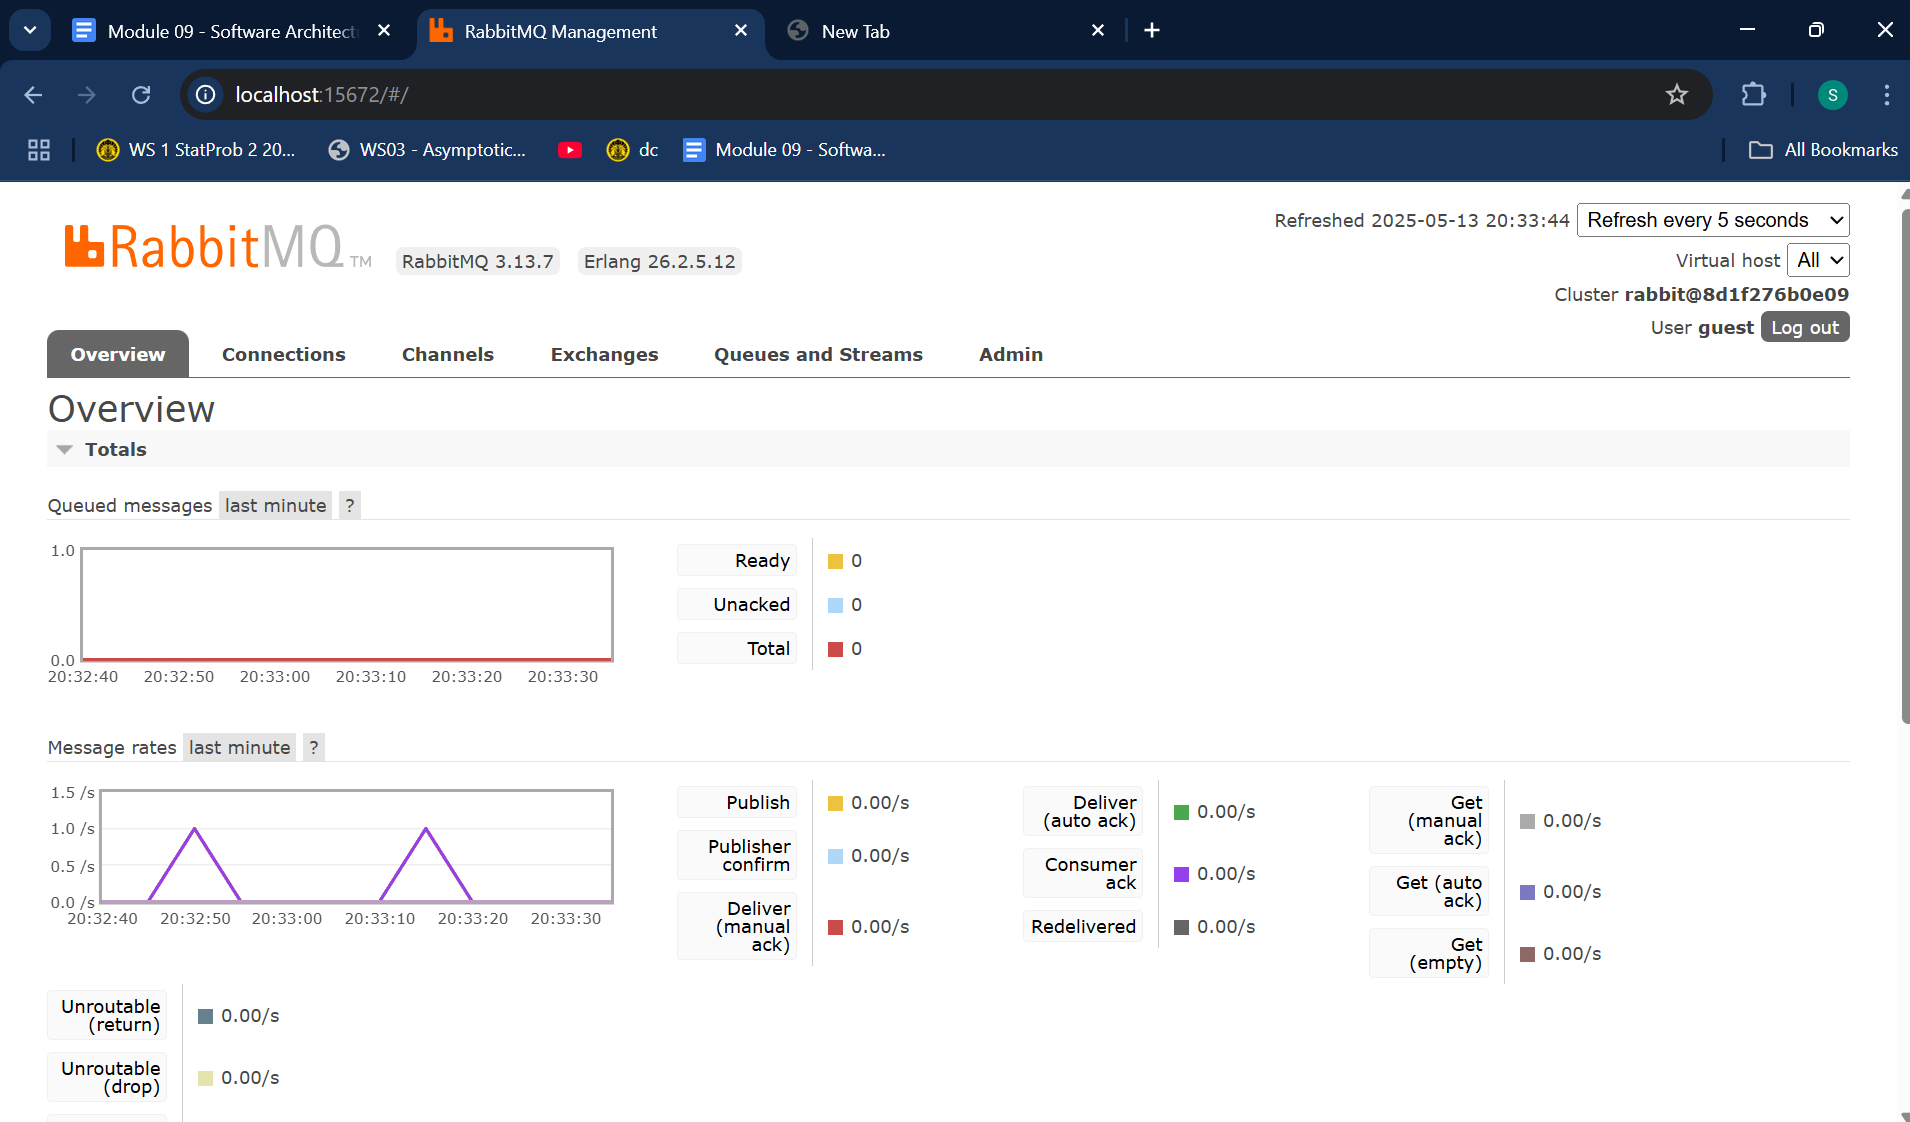 Module 09 - Software Architect
RabbitMQ Management
New Tab
localhost:15672/#/
S
WS 1 StatProb 2 20...
WS03 - Asymptotic...
dc
Module 09 - Softwa...
All Bookmarks
RabbitMQ TM
RabbitMQ 3.13.7
Erlang 26.2.5.12
Refreshed 2025-05-13 20:33:44 Refresh every 5 seconds
Virtual host All
Cluster rabbit@8d1f276b0e09
User guest Log out
Overview Connections Channels Exchanges Queues and Streams Admin
Overview
Totals
Queued messages last minute ?
1.0
0.0
20:32:40 20:32:50 20:33:00 20:33:10 20:33:20 20:33:30
Ready 0
Unacked 0
Total 0
Message rates last minute ?
1.5 /s
1.0 /s
0.5 /s
0.0 /s
20:32:40 20:32:50 20:33:00 20:33:10 20:33:20 20:33:30
Publish 0.00/s
Publisher
confirm 0.00/s
Deliver
(manual
ack) 0.00/s
Deliver
(auto ack) 0.00/s
Consumer
ack 0.00/s
Redelivered 0.00/s
Get
(manual
ack) 0.00/s
Get (auto
ack) 0.00/s
Get
(empty) 0.00/s
Unroutable
(return) 0.00/s
Unroutable
(drop) 0.00/s